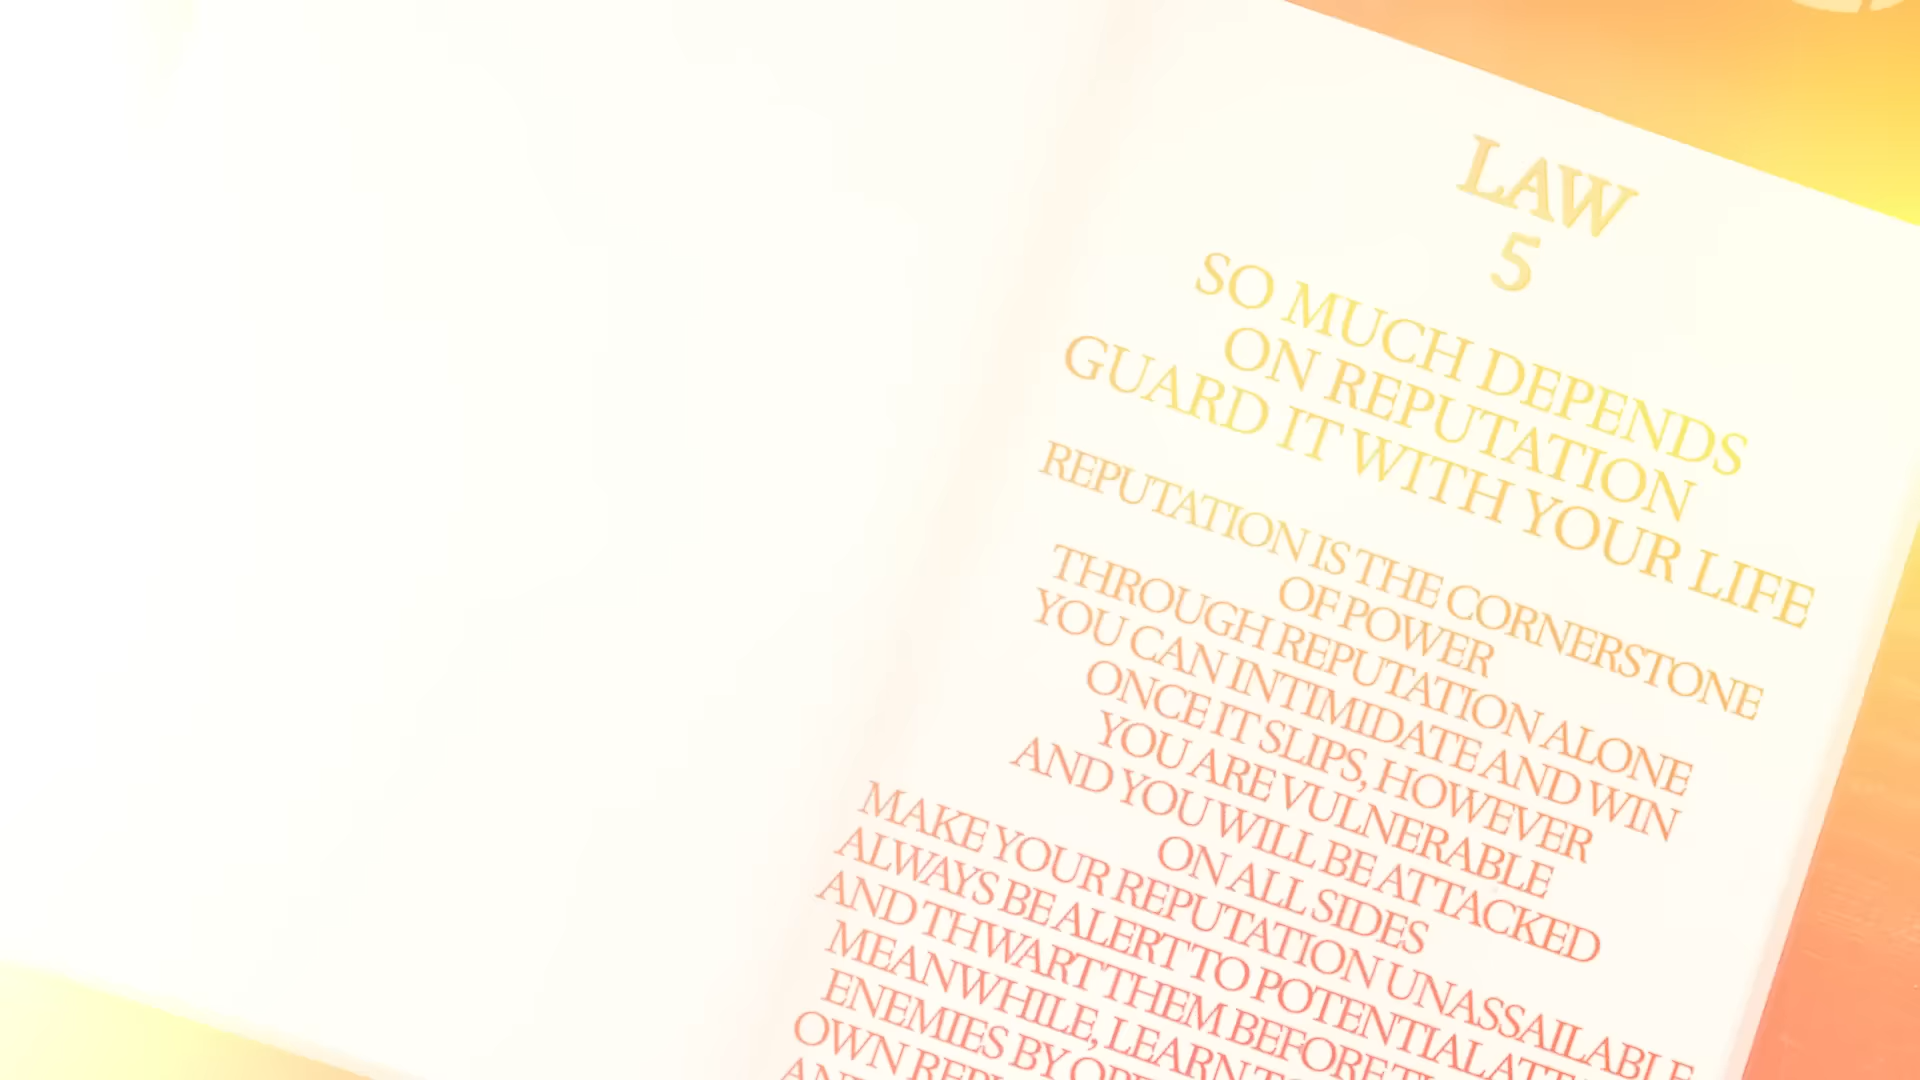 LAW
5
SO MUCH DEPENDS
ON REPUTATION
GUARD IT WITH YOUR LIFE
REPUTATION IS THE CORNERSTONE
OF POWER
THROUGH REPUTATION ALONE
YOU CAN INTIMIDATE AND WIN
ONCE IT SLIPS, HOWEVER
YOU ARE VULNERABLE
AND YOU WILL BE ATTACKED
ON ALL SIDES
MAKE YOUR REPUTATION UNASSAILABLE
ALWAYS BE ALERT TO POTENTIAL
AND THWART THEM BEFORE
MEANWHILE, LEARN
ENEMIES BY
OWN